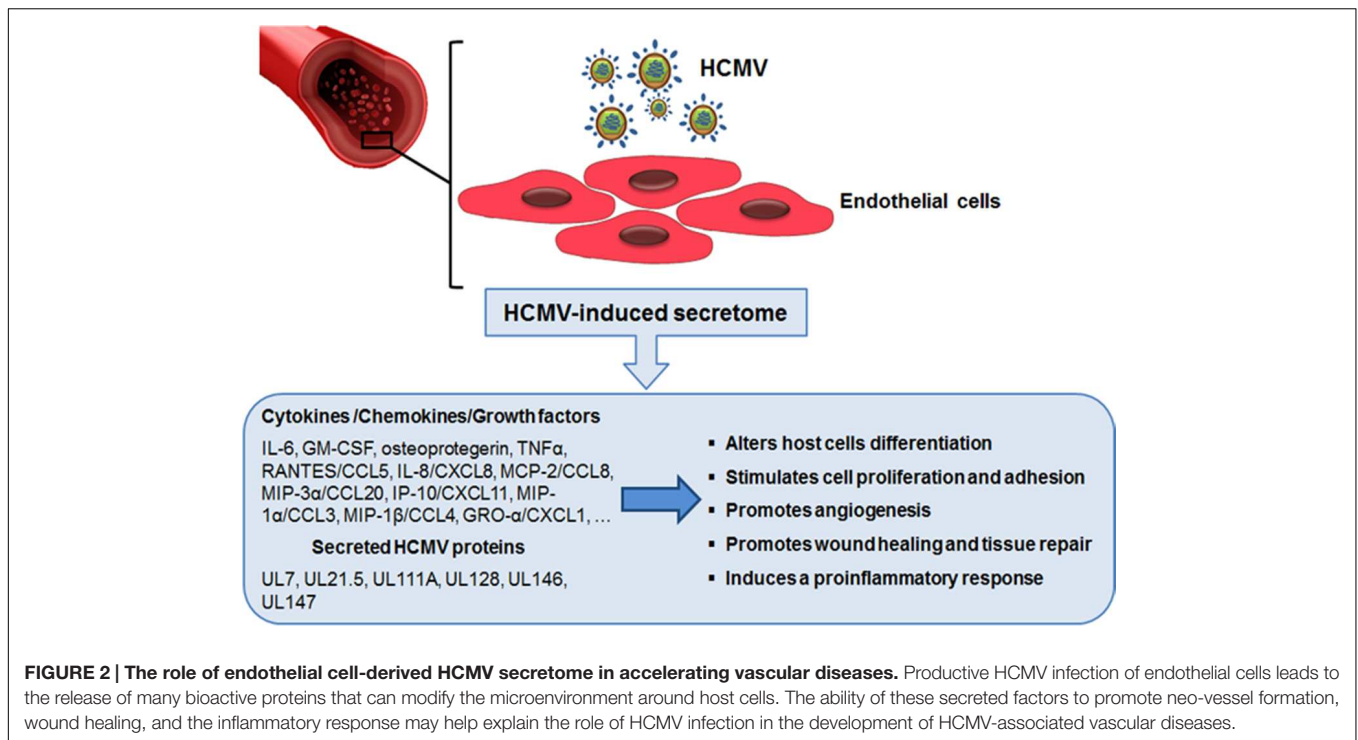 HCMV
Endothelial cells
HCMV-induced secretome
Cytokines /Chemokines/Growth factors
IL-6, GM-CSF, osteoprotegerin, TNFα,
RANTES/CCL5, IL-8/CXCL8, MCP-2/CCL8,
MIP-3α/CCL20, IP-10/CXCL11, MIP-
1α/CCL3, MIP-1β/CCL4, GRO-α/CXCL1, ...
Secreted HCMV proteins
UL7, UL21.5, UL111A, UL128, UL146,
UL147
▪ Alters host cells differentiation
▪ Stimulates cell proliferation and adhesion
▪ Promotes angiogenesis
▪ Promotes wound healing and tissue repair
▪ Induces a proinflammatory response
FIGURE 2 | The role of endothelial cell-derived HCMV secretome in accelerating vascular diseases. Productive HCMV infection of endothelial cells leads to
the release of many bioactive proteins that can modify the microenvironment around host cells. The ability of these secreted factors to promote neo-vessel formation,
wound healing, and the inflammatory response may help explain the role of HCMV infection in the development of HCMV-associated vascular diseases.